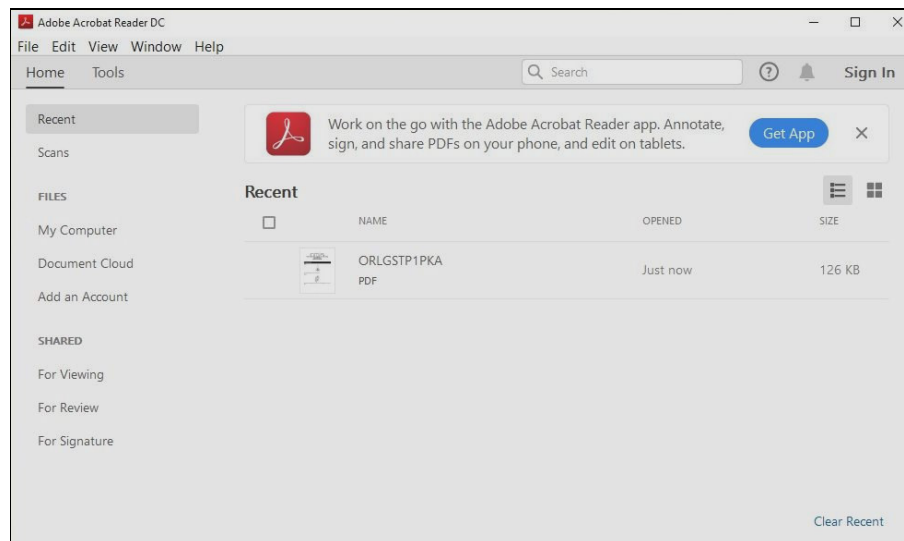 Adobe Acrobat Reader DC
File Edit View Window Help
Home Tools Search Sign In
Recent
Scans
FILES
My Computer
Document Cloud
Add an Account
SHARED
For Viewing
For Review
For Signature
Work on the go with the Adobe Acrobat Reader app. Annotate,
sign, and share PDFs on your phone, and edit on tablets.
Get App
Recent
NAME OPENED SIZE
ORLGSTP1PKA
PDF
Just now 126 KB
Clear Recent